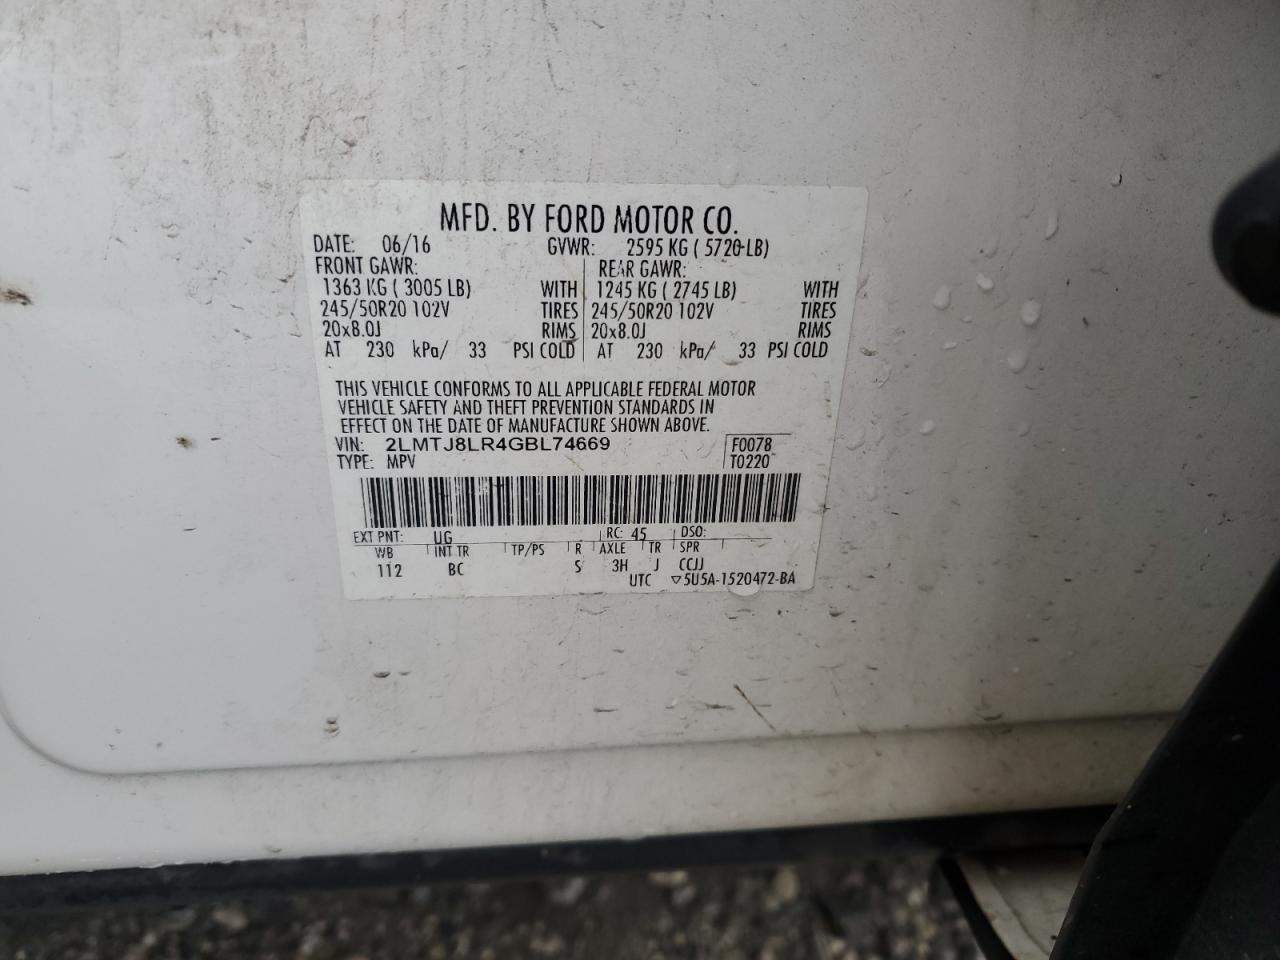 MFD. BY FORD MOTOR CO.
DATE: 06/16 GVWR: 2595 KG ( 5720 LB)
FRONT GAWR: REAR GAWR:
1363 KG ( 3005 LB) WITH 1245 KG ( 2745 LB) WITH
245/50R20 102V TIRES 245/50R20 102V TIRES
20x8.0J RIMS 20x8.0J RIMS
AT 230 kPa/ 33 PSI COLD AT 230 kPa/ 33 PSI COLD
THIS VEHICLE CONFORMS TO ALL APPLICABLE FEDERAL MOTOR
VEHICLE SAFETY AND THEFT PREVENTION STANDARDS IN
EFFECT ON THE DATE OF MANUFACTURE SHOWN ABOVE.
VIN: 2LMTJ8LR4GBL74669 F0078
TYPE: MPV T0220
EXT PNT: UG RC: 45 DSO:
WB INT TR TP/PS R AXLE TR SPR
112 BC S 3H J CCJJ
UTC ▽5U5A-1520472-BA